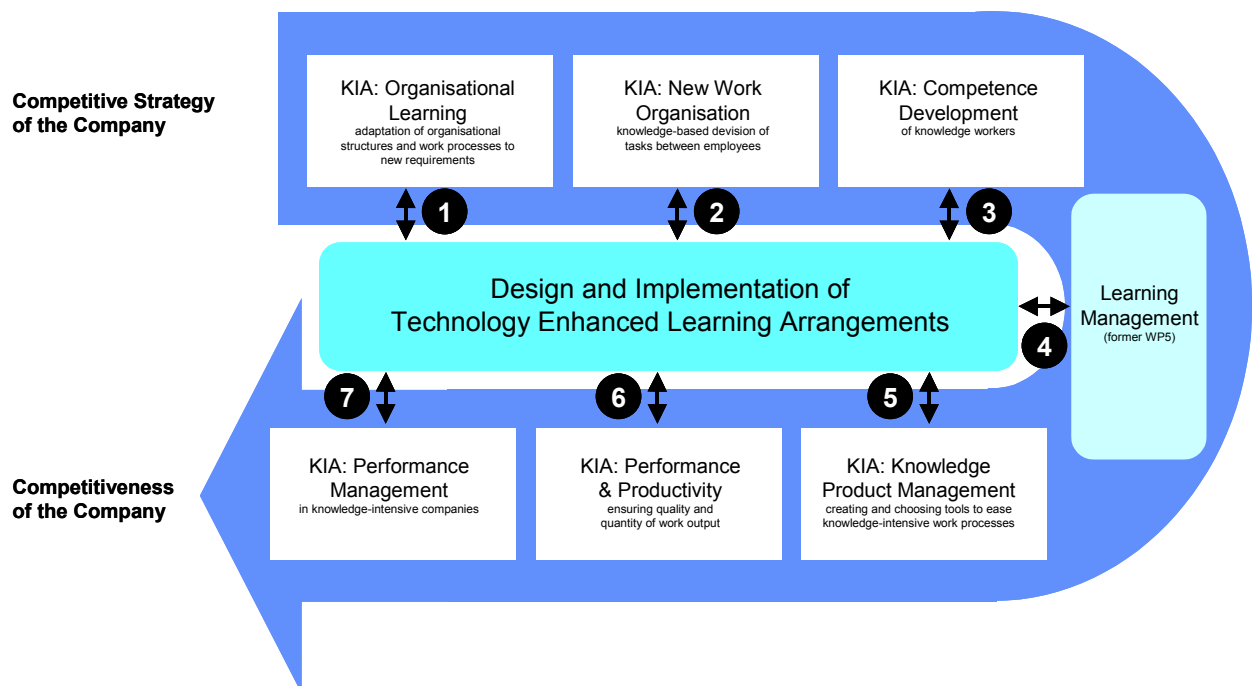 Competitive Strategy
of the Company
KIA: Organisational
Learning
adaptation of organisational
structures and work processes to
new requirements
KIA: New Work
Organisation
knowledge-based devision of
tasks between employees
KIA: Competence
Development
of knowledge workers
1
2
3
Design and Implementation of
Technology Enhanced Learning Arrangements
4
Learning
Management
(former WP5)
7
6
5
Competitiveness
of the Company
KIA: Performance
Management
in knowledge-intensive companies
KIA: Performance
& Productivity
ensuring quality and
quantity of work output
KIA: Knowledge
Product Management
creating and choosing tools to ease
knowledge-intensive work processes